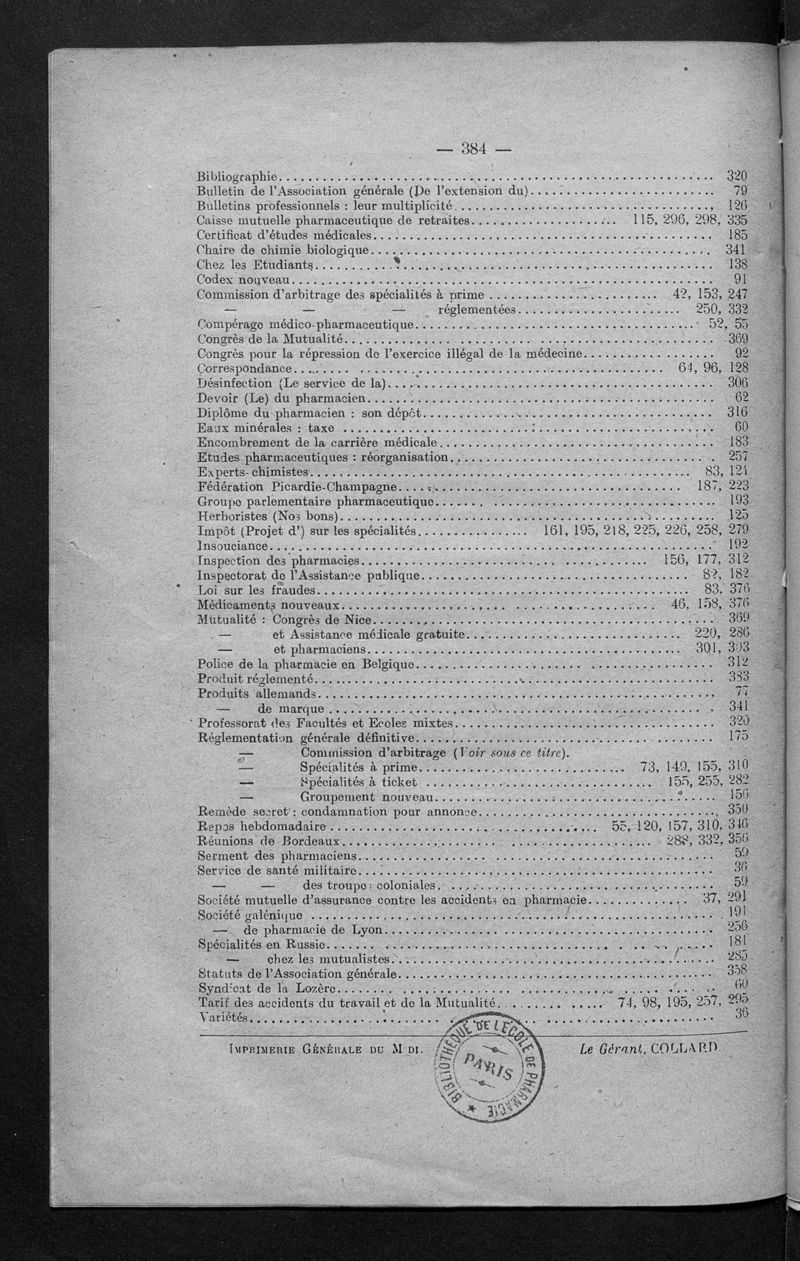 — 384 —
Bibliographie ... 320
Bulletin de l'Association générale (De l'extension du) ... 79
Bulletins professionnels : leur multiplicité ... 126
Caisse mutuelle pharmaceutique de retraites ... 115, 296, 298, 335
Certificat d'études médicales ... 185
Chaire de chimie biologique ... 341
Chez les Etudiants ... 138
Codex nouveau ... 91
Commission d'arbitrage des spécialités à prime ... 42, 153, 247
— — — réglementées ... 250, 332
Compérage médico-pharmaceutique ... 52, 55
Congrès de la Mutualité ... 369
Congrès pour la répression de l'exercice illégal de la médecine ... 92
Correspondance ... 64, 96, 128
Désinfection (Le service de la) ... 306
Devoir (Le) du pharmacien ... 62
Diplôme du pharmacien : son dépôt ... 316
Eaux minérales : taxe ... 60
Encombrement de la carrière médicale ... 183
Etudes pharmaceutiques : réorganisation ... 257
Experts-chimistes ... 83, 121
Fédération Picardie-Champagne ... 187, 223
Groupe parlementaire pharmaceutique ... 193
Herboristes (Nos bons) ... 125
Impôt (Projet d') sur les spécialités ... 161, 195, 218, 225, 226, 258, 279
Insouciance ... 192
Inspection des pharmacies ... 156, 177, 312
Inspectorat de l'Assistance publique ... 82, 182
Loi sur les fraudes ... 83, 376
Médicaments nouveaux ... 46, 158, 376
Mutualité : Congrès de Nice ... 369
— et Assistance médicale gratuite ... 220, 286
— et pharmaciens ... 301, 303
Police de la pharmacie en Belgique ... 312
Produit réglementé ... 383
Produits allemands ... 77
— de marque ... 341
Professorat des Facultés et Ecoles mixtes ... 320
Réglementation générale définitive ... 175
— Commission d'arbitrage (Voir sous ce titre).
— Spécialités à prime ... 73, 149, 155, 310
— Spécialités à ticket ... 155, 255, 282
— Groupement nouveau ... 156
Remède secret : condamnation pour annonce ... 350
Repos hebdomadaire ... 55, 120, 157, 310, 346
Réunions de Bordeaux ... 288, 332, 356
Serment des pharmaciens ... 59
Service de santé militaire ... 36
— — des troupes coloniales ... 59
Société mutuelle d'assurance contre les accidents en pharmacie ... 37, 291
Société galénique ... 191
— de pharmacie de Lyon ... 256
Spécialités en Russie ... 181
— chez les mutualistes ... 285
Statuts de l'Association générale ... 358
Syndicat de la Lozère ... 60
Tarif des accidents du travail et de la Mutualité ... 74, 98, 195, 257, 295
Variétés ... 36
IMPRIMERIE GÉNÉRALE DU MIDI.
Le Gérant, COLLARD
BIBLIOTHÈQUE DE L'ÉCOLE DE PHARMACIE
PARIS